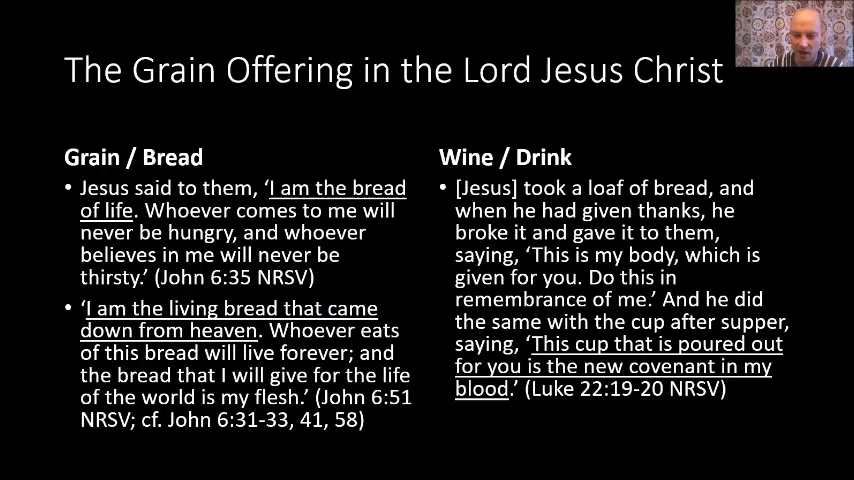 The Grain Offering in the Lord Jesus Christ
Grain / Bread
• Jesus said to them, ‘I am the bread
of life. Whoever comes to me will
never be hungry, and whoever
believes in me will never be
thirsty.’ (John 6:35 NRSV)
• ‘I am the living bread that came
down from heaven. Whoever eats
of this bread will live forever; and
the bread that I will give for the life
of the world is my flesh.’ (John 6:51
NRSV; cf. John 6:31-33, 41, 58)
Wine / Drink
• [Jesus] took a loaf of bread, and
when he had given thanks, he
broke it and gave it to them,
saying, ‘This is my body, which is
given for you. Do this in
remembrance of me.’ And he did
the same with the cup after supper,
saying, ‘This cup that is poured out
for you is the new covenant in my
blood.’ (Luke 22:19-20 NRSV)